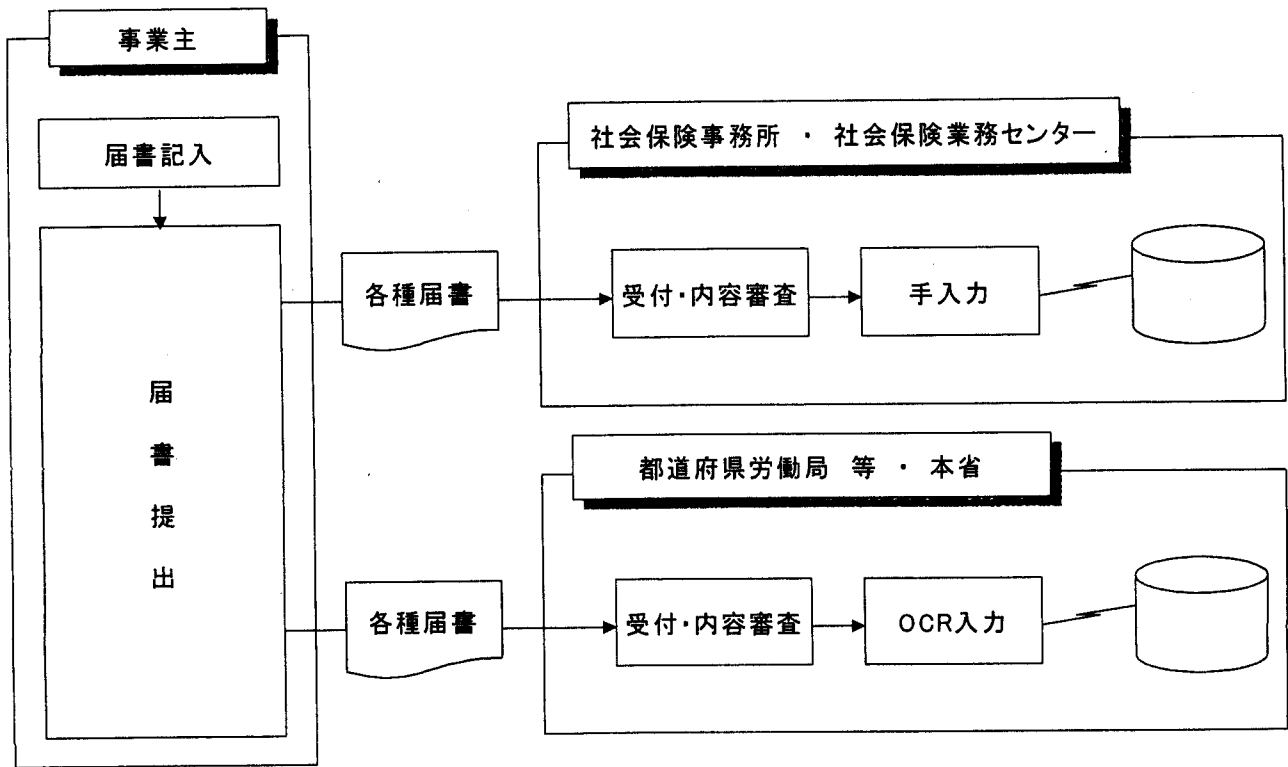 事業主
届書記入
届書提出
各種届書
社会保険事務所 ・ 社会保険業務センター
受付・内容審査
手入力
各種届書
都道府県労働局 等 ・ 本省
受付・内容審査
OCR入力